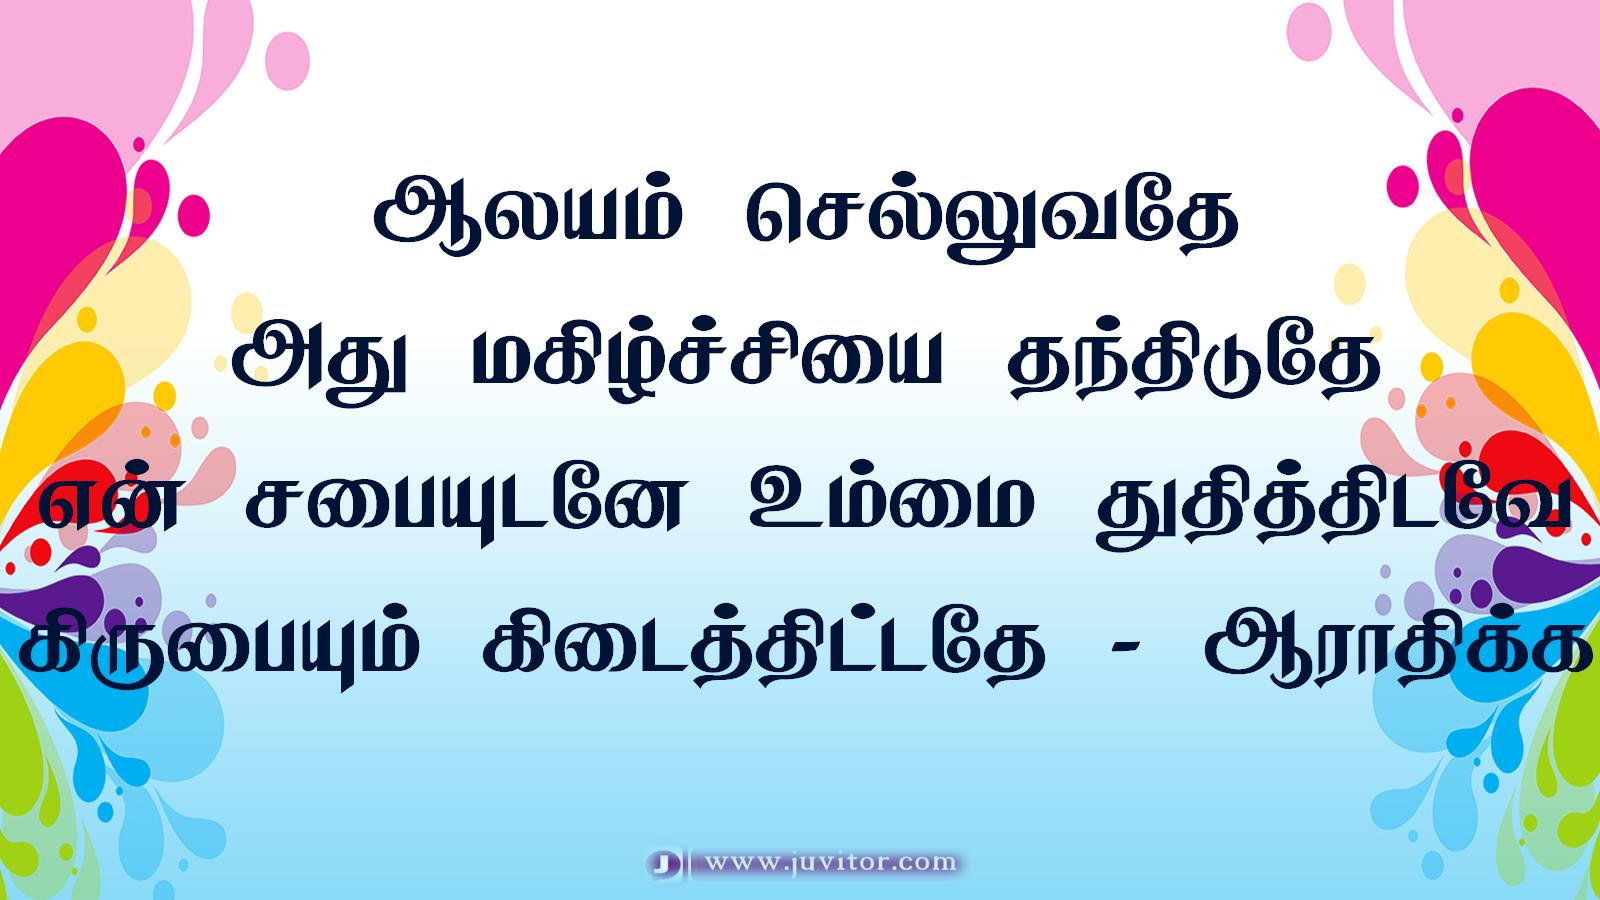 ஆலயம் செல்லுவதே
அது மகிழ்ச்சியை தந்திடுதே
என் சபையுடனே உம்மை துதித்திடவே
கிருபையும் கிடைத்திட்டதே - ஆராதிக்க
J www.juvitor.com